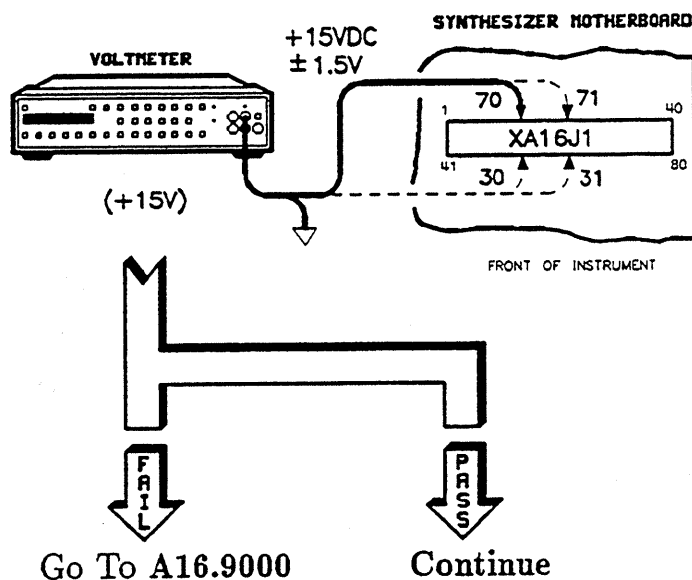 SYNTHESIZER MOTHERBOARD
VOLTMETER
+15VDC
± 1.5V
70
71
1
40
XA16J1
41
80
30
31
(+15V)
FRONT OF INSTRUMENT
FAIL
PASS
Go To A16.9000
Continue